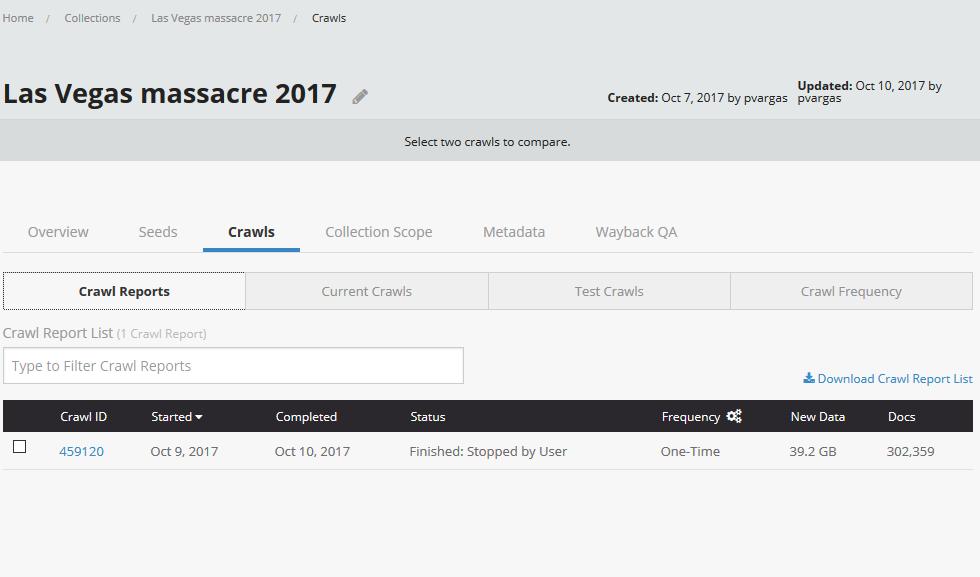 Home / Collections / Las Vegas massacre 2017 / Crawls
Las Vegas massacre 2017
Created: Oct 7, 2017 by pvargas
Updated: Oct 10, 2017 by
pvargas
Select two crawls to compare.
Overview Seeds Crawls Collection Scope Metadata Wayback QA
Crawl Reports Current Crawls Test Crawls Crawl Frequency
Crawl Report List (1 Crawl Report)
Type to Filter Crawl Reports
Download Crawl Report List
Crawl ID Started Completed Status Frequency New Data Docs
459120 Oct 9, 2017 Oct 10, 2017 Finished: Stopped by User One-Time 39.2 GB 302,359